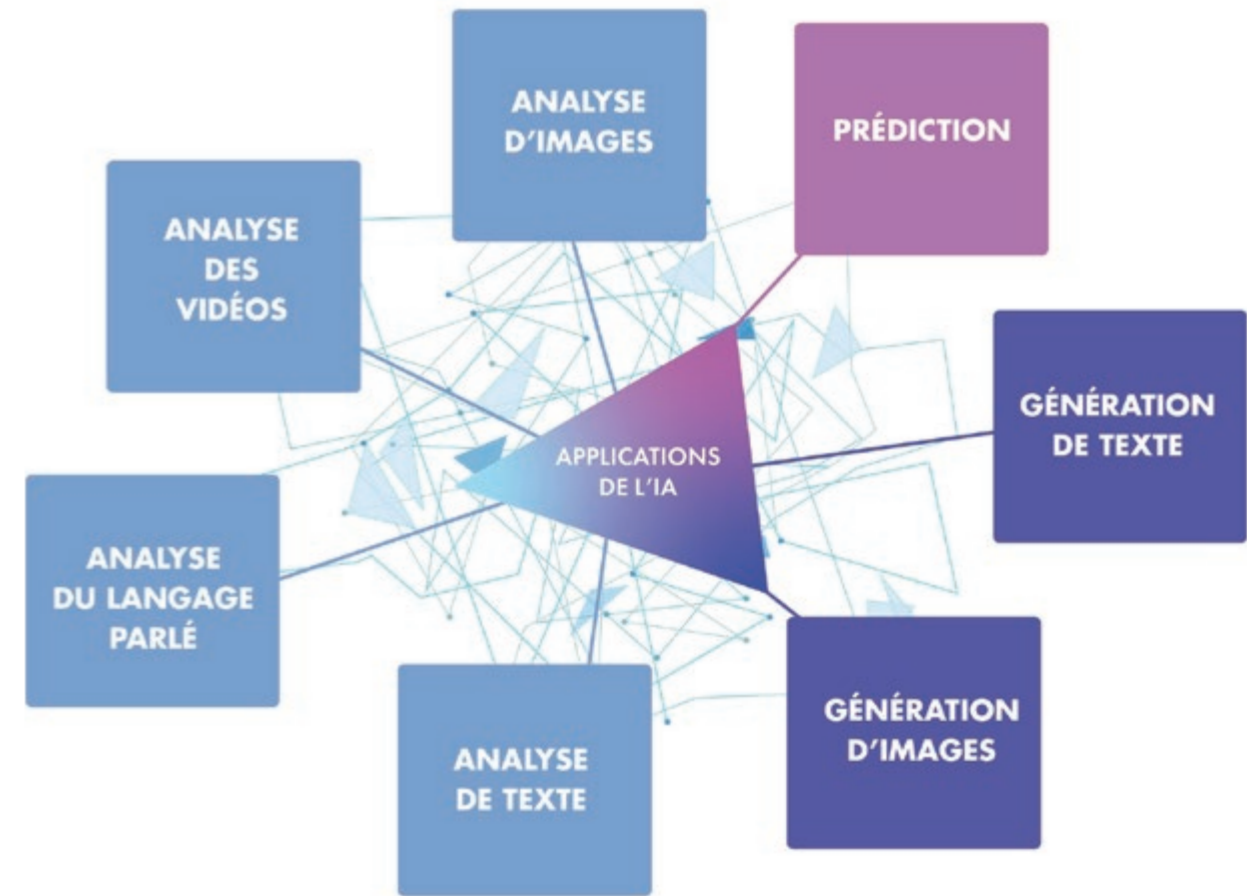 ANALYSE
D'IMAGES
PRÉDICTION
ANALYSE
DES
VIDÉOS
GÉNÉRATION
DE TEXTE
APPLICATIONS
DE L'IA
ANALYSE
DU LANGAGE
PARLÉ
GÉNÉRATION
D'IMAGES
ANALYSE
DE TEXTE